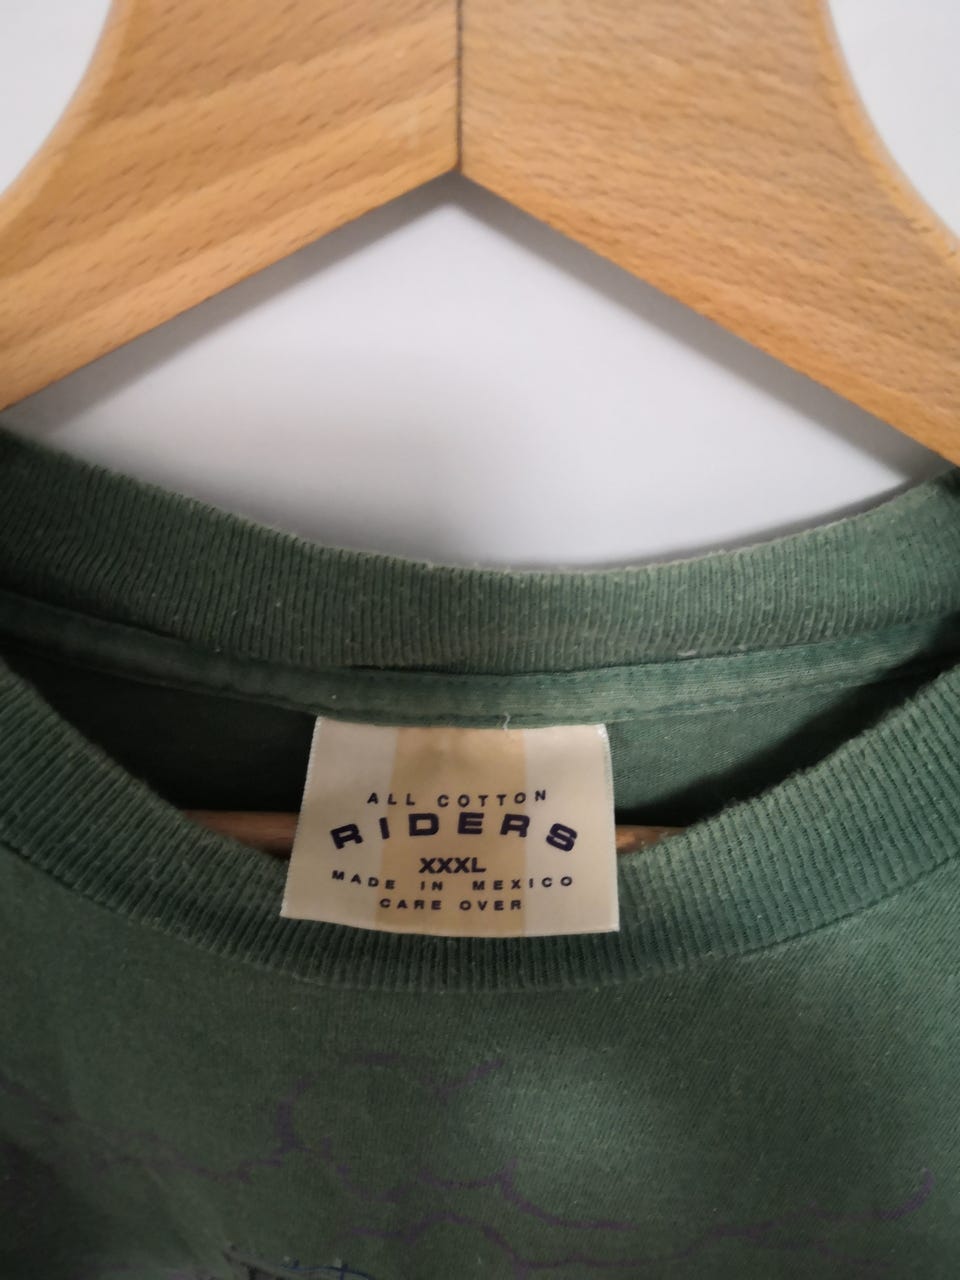 ALL COTTON
RIDERS
XXXL
MADE IN MEXICO
CARE OVER